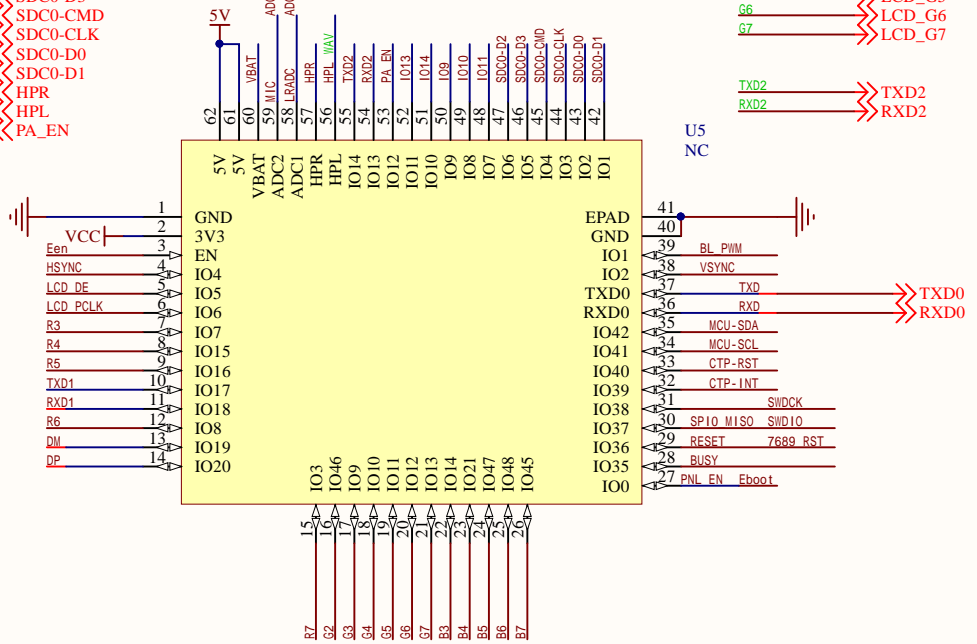 SDC0-CMD
SDC0-CLK
SDC0-D0
SDC0-D1
HPR
HPL
PA_EN
5V
VBAT
MIC
LRADC
HPR
HPL WAV
TXD2
RXD2
PA_EN
IO13
IO14
IO9
IO10
IO11
SDC0-D2
SDC0-D3
SDC0-CMD
SDC0-CLK
SDC0-D0
SDC0-D1
G6 LCD_G6
G7 LCD_G7
TXD2 TXD2
RXD2 RXD2
U5
NC
62 5V
61 5V
60 VBAT
59 ADC2
58 ADC1
57 HPR
56 HPL
55 IO14
54 IO13
53 IO12
52 IO11
51 IO10
50 IO9
49 IO8
48 IO7
47 IO6
46 IO5
45 IO4
44 IO3
43 IO2
42 IO1
1 GND
VCC 2 3V3
Een 3 EN
HSYNC 4 IO4
LCD_DE 5 IO5
LCD_PCLK 6 IO6
R3 7 IO7
R4 8 IO15
R5 9 IO16
TXD1 10 IO17
RXD1 11 IO18
R6 12 IO8
DM 13 IO19
DP 14 IO20
EPAD 41
GND 40
IO1 39 BL_PWM
IO2 38 VSYNC
TXD0 37 TXD TXD0
RXD0 36 RXD RXD0
IO42 35 MCU-SDA
IO41 34 MCU-SCL
IO40 33 CTP-RST
IO39 32 CTP-INT
IO38 31 SWDCK
IO37 30 SPI0_MISO SWDIO
IO36 29 RESET 7689_RST
IO35 28 BUSY
IO0 27 PNL_EN Eboot
IO3 15 R7
IO46 16 G2
IO9 17 G3
IO10 18 G4
IO11 19 G5
IO12 20 G6
IO13 21 G7
IO14 22 B3
IO21 23 B4
IO47 24 B5
IO48 25 B6
IO45 26 B7